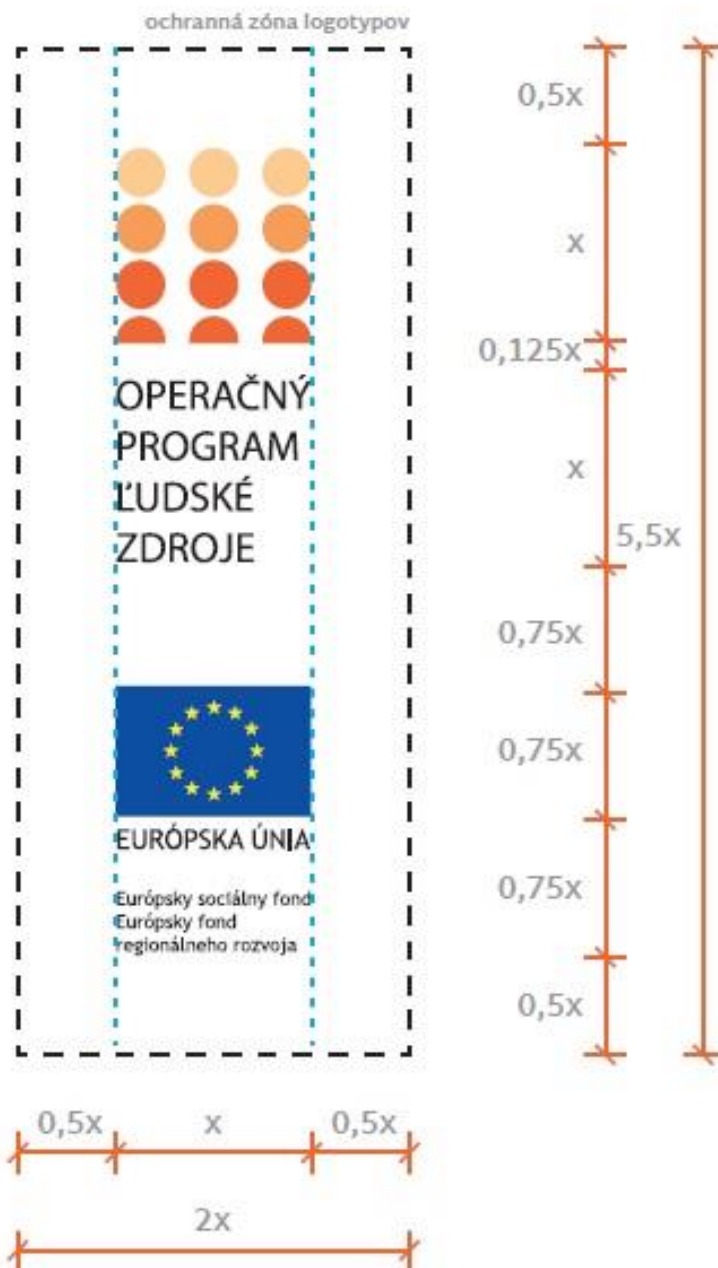 ochranná zóna logotypov
OPERAČNÝ
PROGRAM
ĽUDSKÉ
ZDROJE
EURÓPSKA ÚNIA
Európsky sociálny fond
Európsky fond
regionálneho rozvoja
0,5x
x
0,125x
x
5,5x
0,75x
0,75x
0,75x
0,5x
0,5x x 0,5x
2x